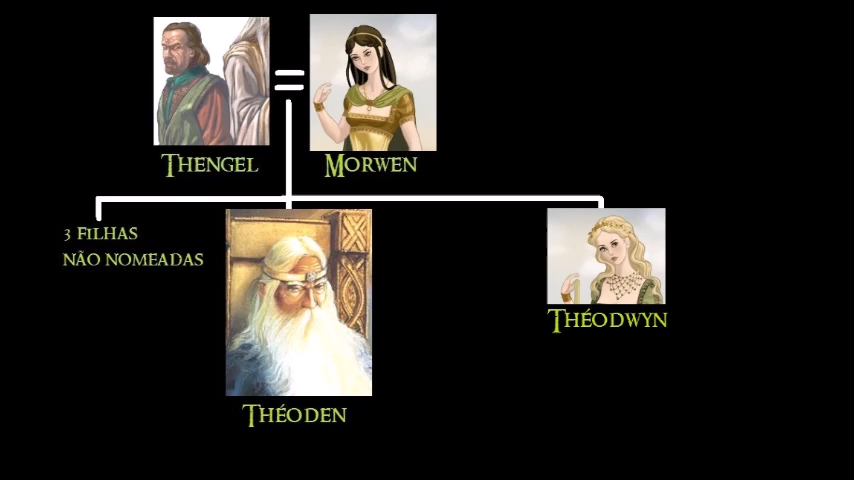 Thengel
Morwen
3 filhas
não nomeadas
Théoden
Théodwyn